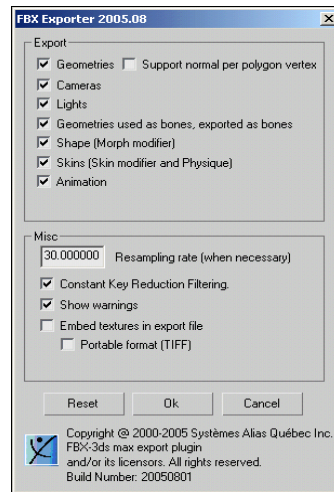 FBX Exporter 2005.08
Export
Geometries Support normal per polygon vertex
Cameras
Lights
Geometries used as bones, exported as bones
Shape (Morph modifier)
Skins (Skin modifier and Physique)
Animation
Misc
30.000000 Resampling rate (when necessary)
Constant Key Reduction Filtering.
Show warnings
Embed textures in export file
Portable format (TIFF)
Reset Ok Cancel
Copyright @ 2000-2005 Systèmes Alias Québec Inc.
FBX-3ds max export plugin
and/or its licensors. All rights reserved.
Build Number: 20050801